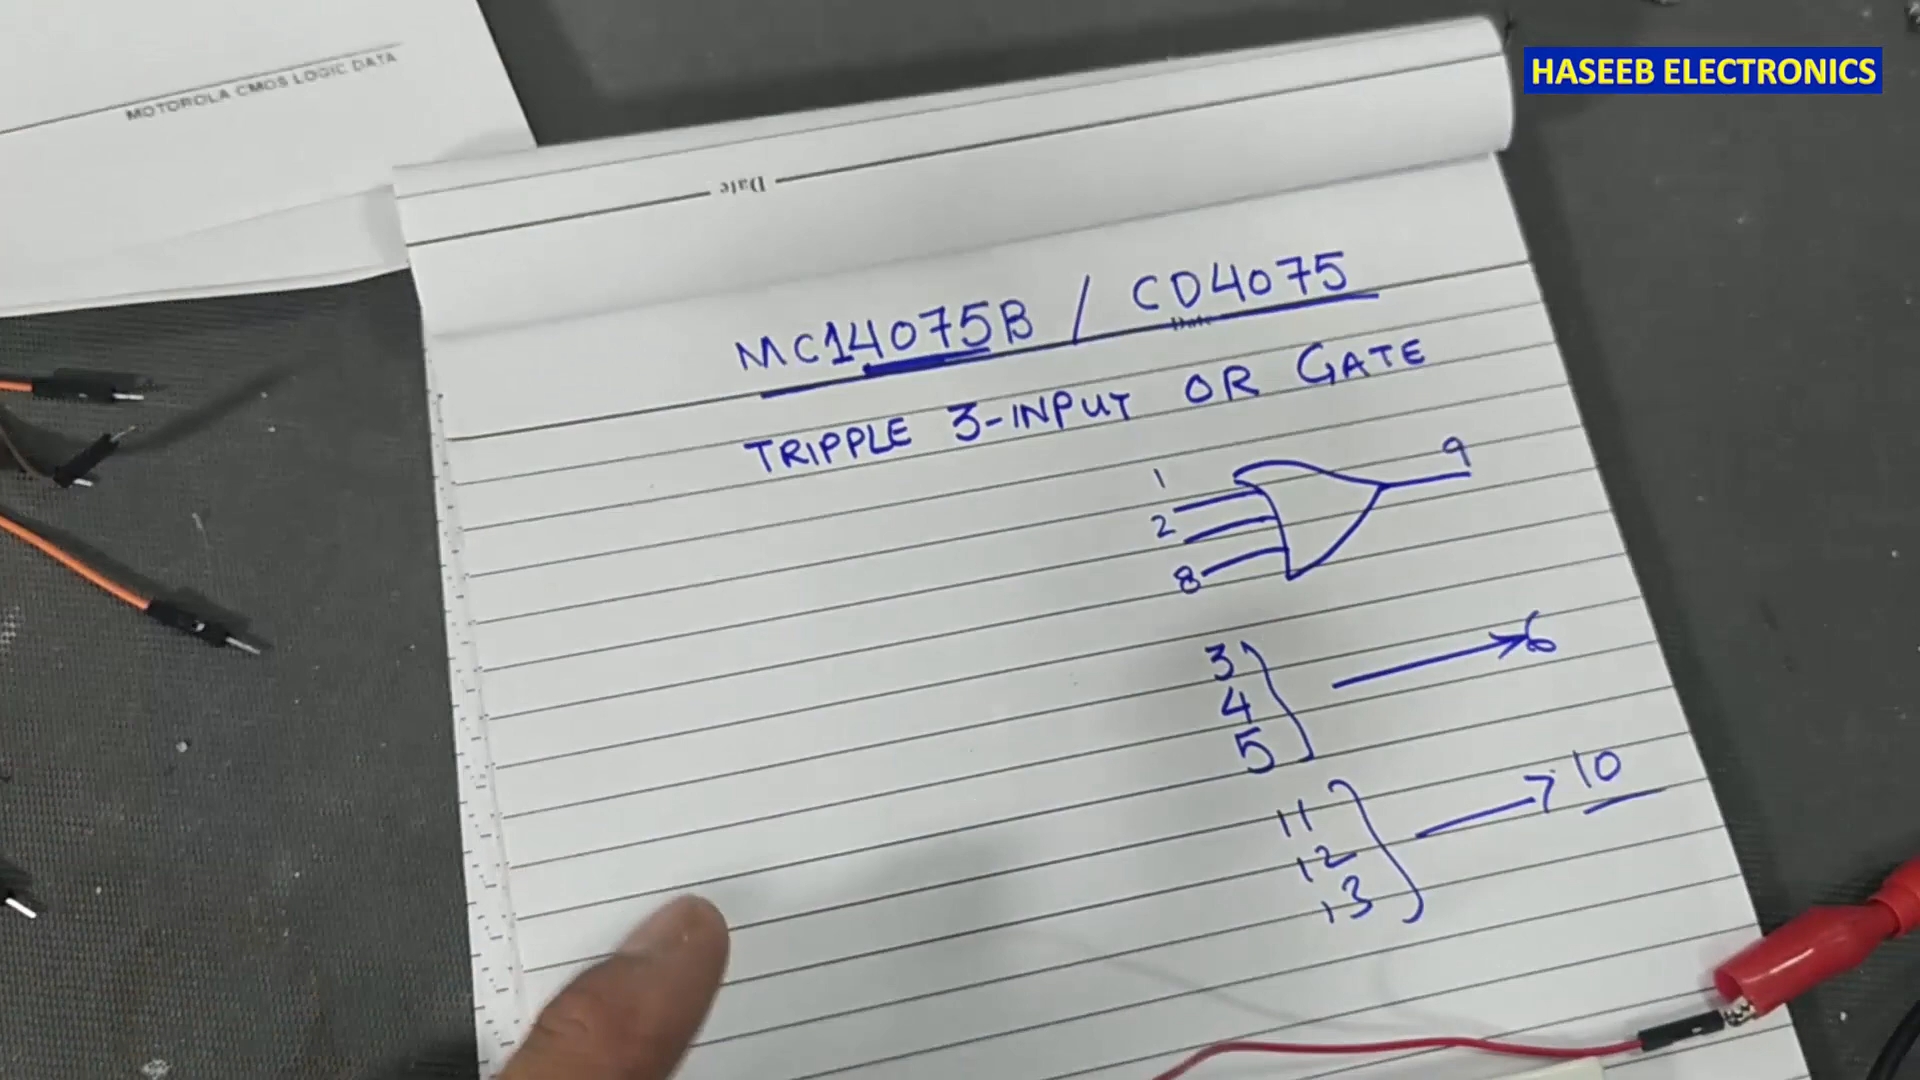 HASEEB ELECTRONICS
MOTOROLA CMOS LOGIC DATA
Date
MC14075B / CD4075
Date
TRIPPLE 3-INPUT OR GATE
1
2
8
9
3
4
5
6
11
12
13
10